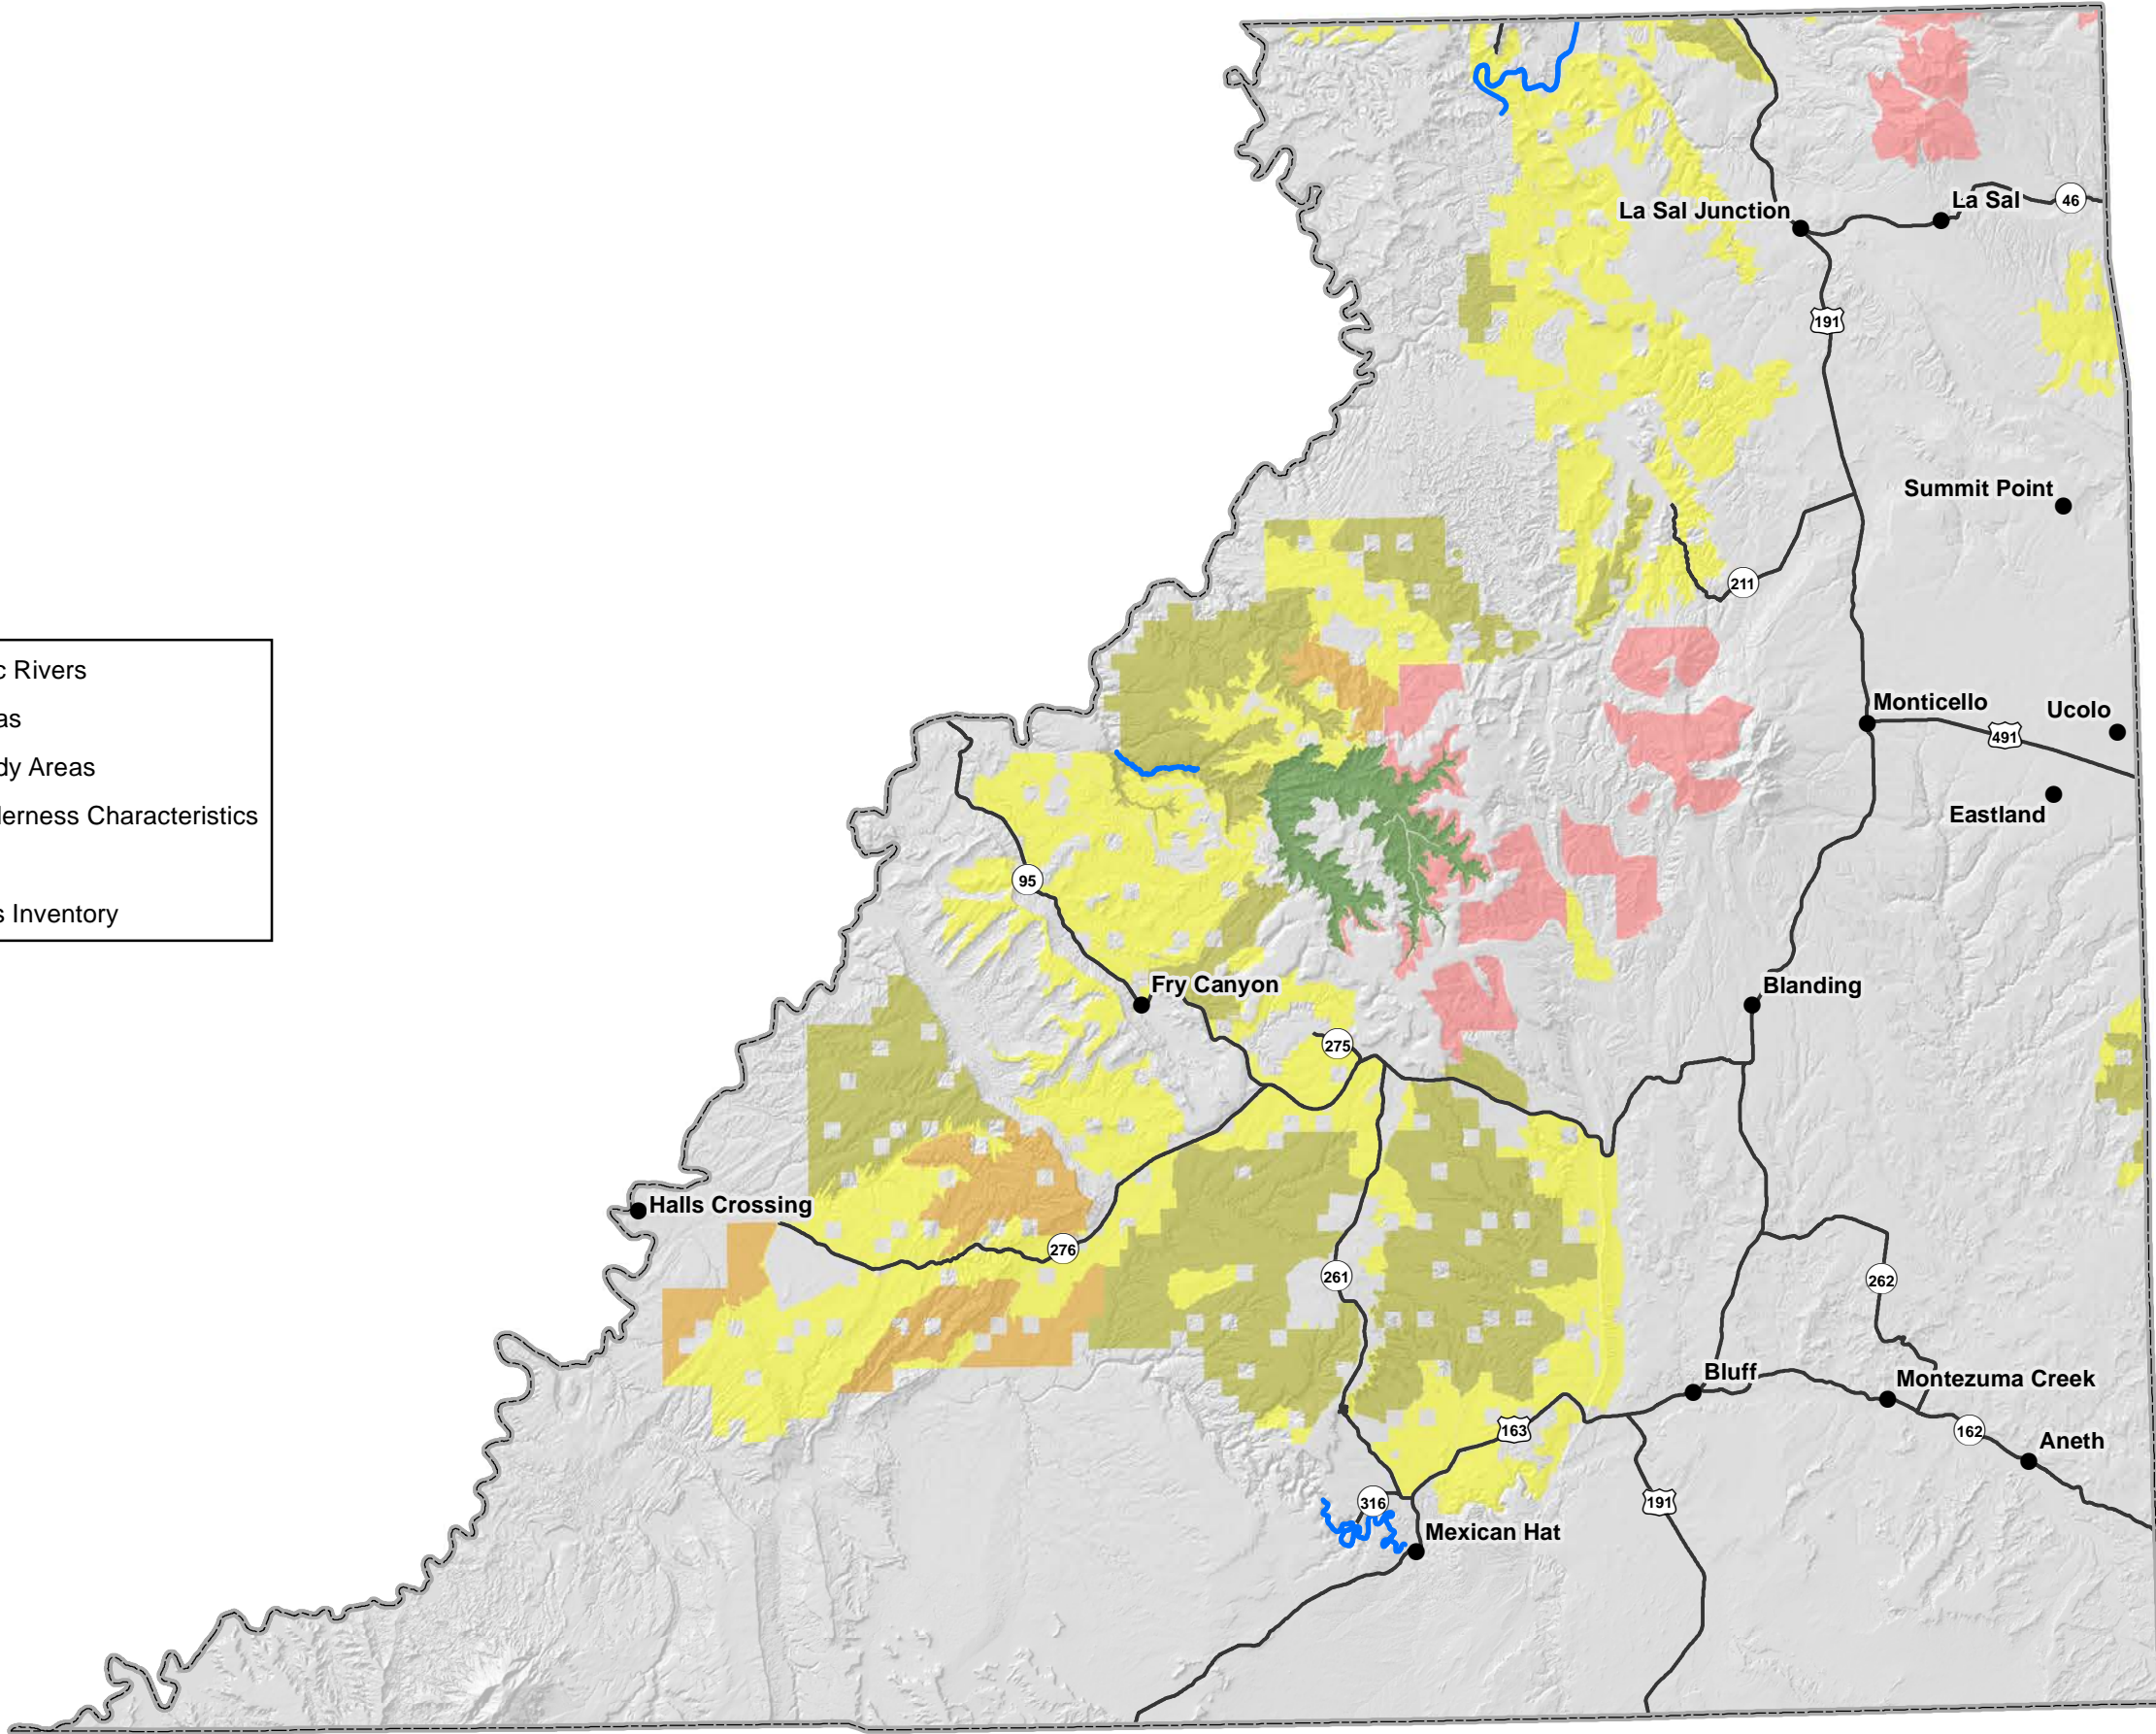 La Sal Junction
La Sal
46
191
Summit Point
211
c Rivers
as
dy Areas
lerness Characteristics
s Inventory
Monticello
Ucolo
491
Eastland
95
Fry Canyon
Blanding
275
Halls Crossing
276
261
262
Bluff
Montezuma Creek
163
162
Aneth
316
191
Mexican Hat